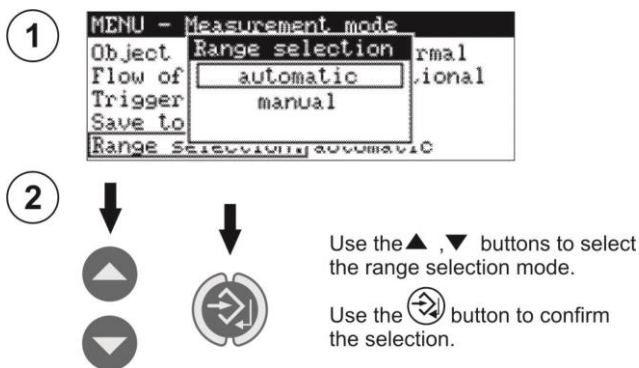 1
MENU - Measurement mode
Range selection
Object rmal
automatic
Flow of ional
manual
Trigger
Save to
Range selection: automatic
2
Use the ▲ ,▼ buttons to select
the range selection mode.
Use the button to confirm
the selection.